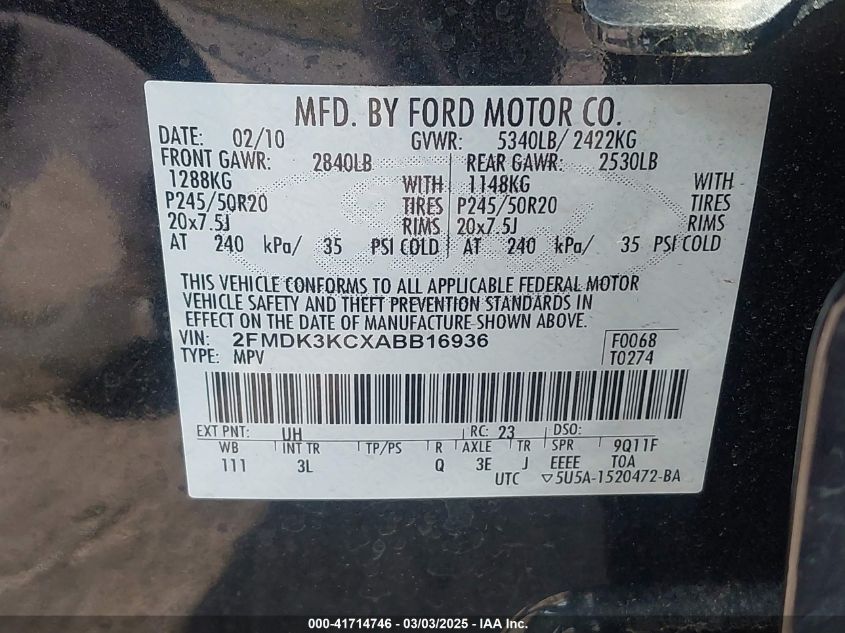 MFD. BY FORD MOTOR CO.
DATE: 02/10 GVWR: 5340LB/ 2422KG
FRONT GAWR: 2840LB REAR GAWR: 2530LB
1288KG WITH 1148KG WITH
P245/50R20 TIRES P245/50R20 TIRES
20x7.5J RIMS 20x7.5J RIMS
AT 240 kPa/ 35 PSI COLD AT 240 kPa/ 35 PSI COLD
THIS VEHICLE CONFORMS TO ALL APPLICABLE FEDERAL MOTOR
VEHICLE SAFETY AND THEFT PREVENTION STANDARDS IN
EFFECT ON THE DATE OF MANUFACTURE SHOWN ABOVE.
VIN: 2FMDK3KCXABB16936 F0068
TYPE: MPV T0274
EXT PNT: UH RC: 23 DSO:
WB INT TR TP/PS R AXLE TR SPR 9Q11F
111 3L Q 3E J EEEE TOA
UTC ▽5U5A-1520472-BA
000-41714746 - 03/03/2025 - IAA Inc.